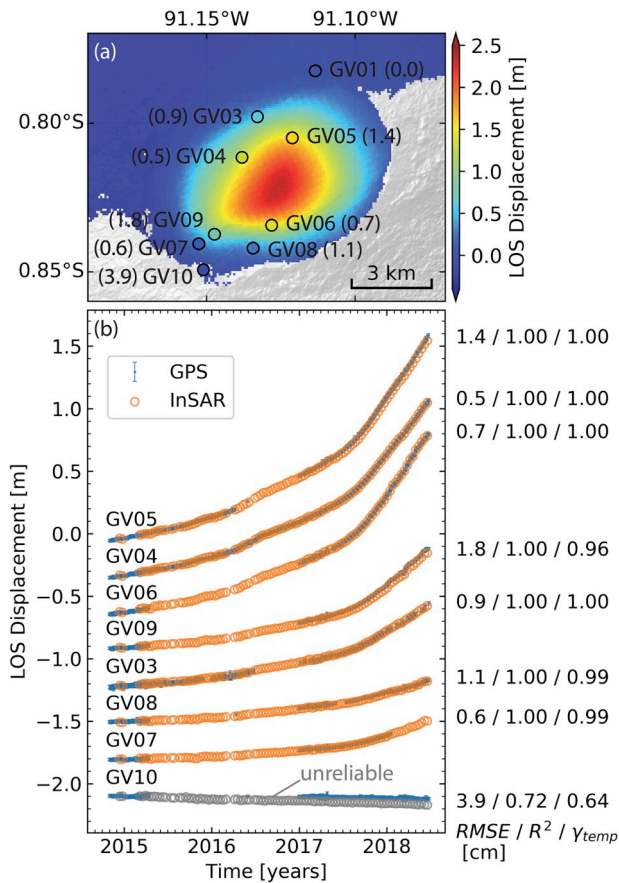 91.15°W
91.10°W
(a)
GV01 (0.0)
0.80°S
(0.9) GV03
GV05 (1.4)
(0.5) GV04
(1.8) GV09
GV06 (0.7)
(0.6) GV07
GV08 (1.1)
0.85°S
(3.9) GV10
3 km
2.5
2.0
1.5
1.0
0.5
0.0
LOS Displacement [m]
(b)
GPS
InSAR
1.5
1.0
0.5
0.0
−0.5
−1.0
−1.5
−2.0
LOS Displacement [m]
GV05
GV04
GV06
GV09
GV03
GV08
GV07
GV10
unreliable
1.4 / 1.00 / 1.00
0.5 / 1.00 / 1.00
0.7 / 1.00 / 1.00
1.8 / 1.00 / 0.96
0.9 / 1.00 / 1.00
1.1 / 1.00 / 0.99
0.6 / 1.00 / 0.99
3.9 / 0.72 / 0.64
RMSE / R² / γtemp
[cm]
2015
2016
2017
2018
Time [years]